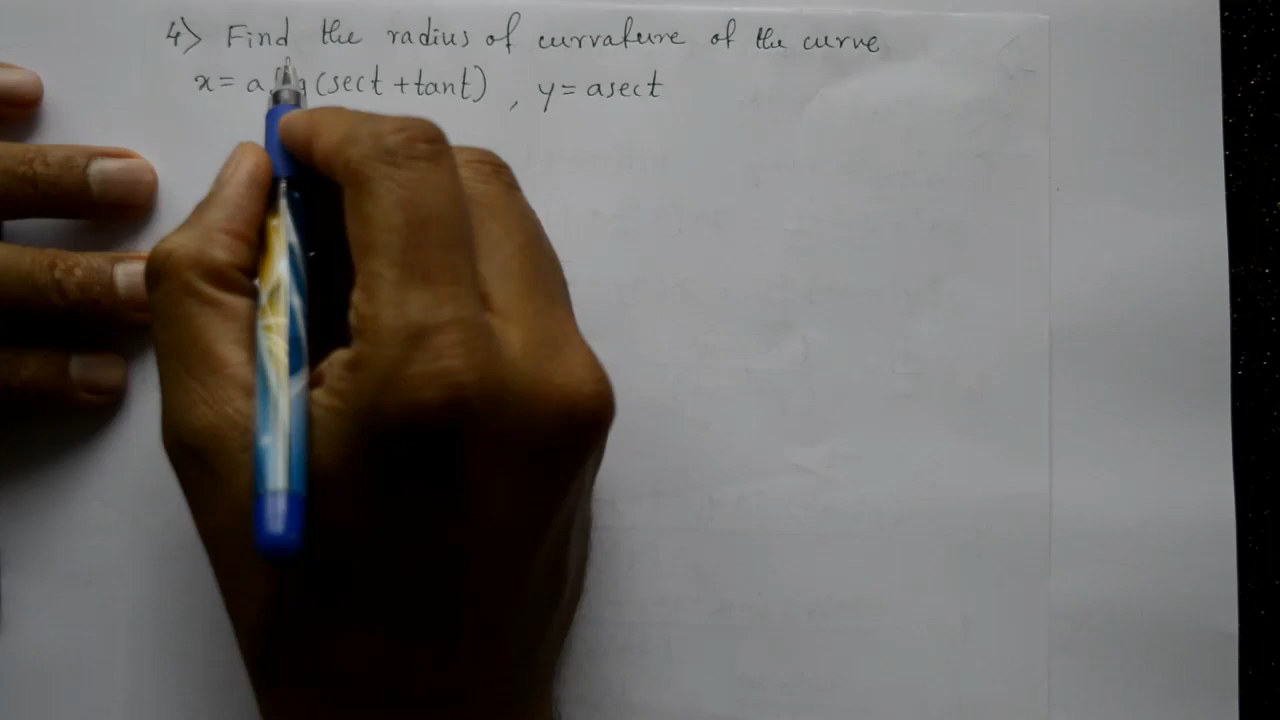 4) Find the radius of curvature of the curve
x = a (sect + tant) , y = asect